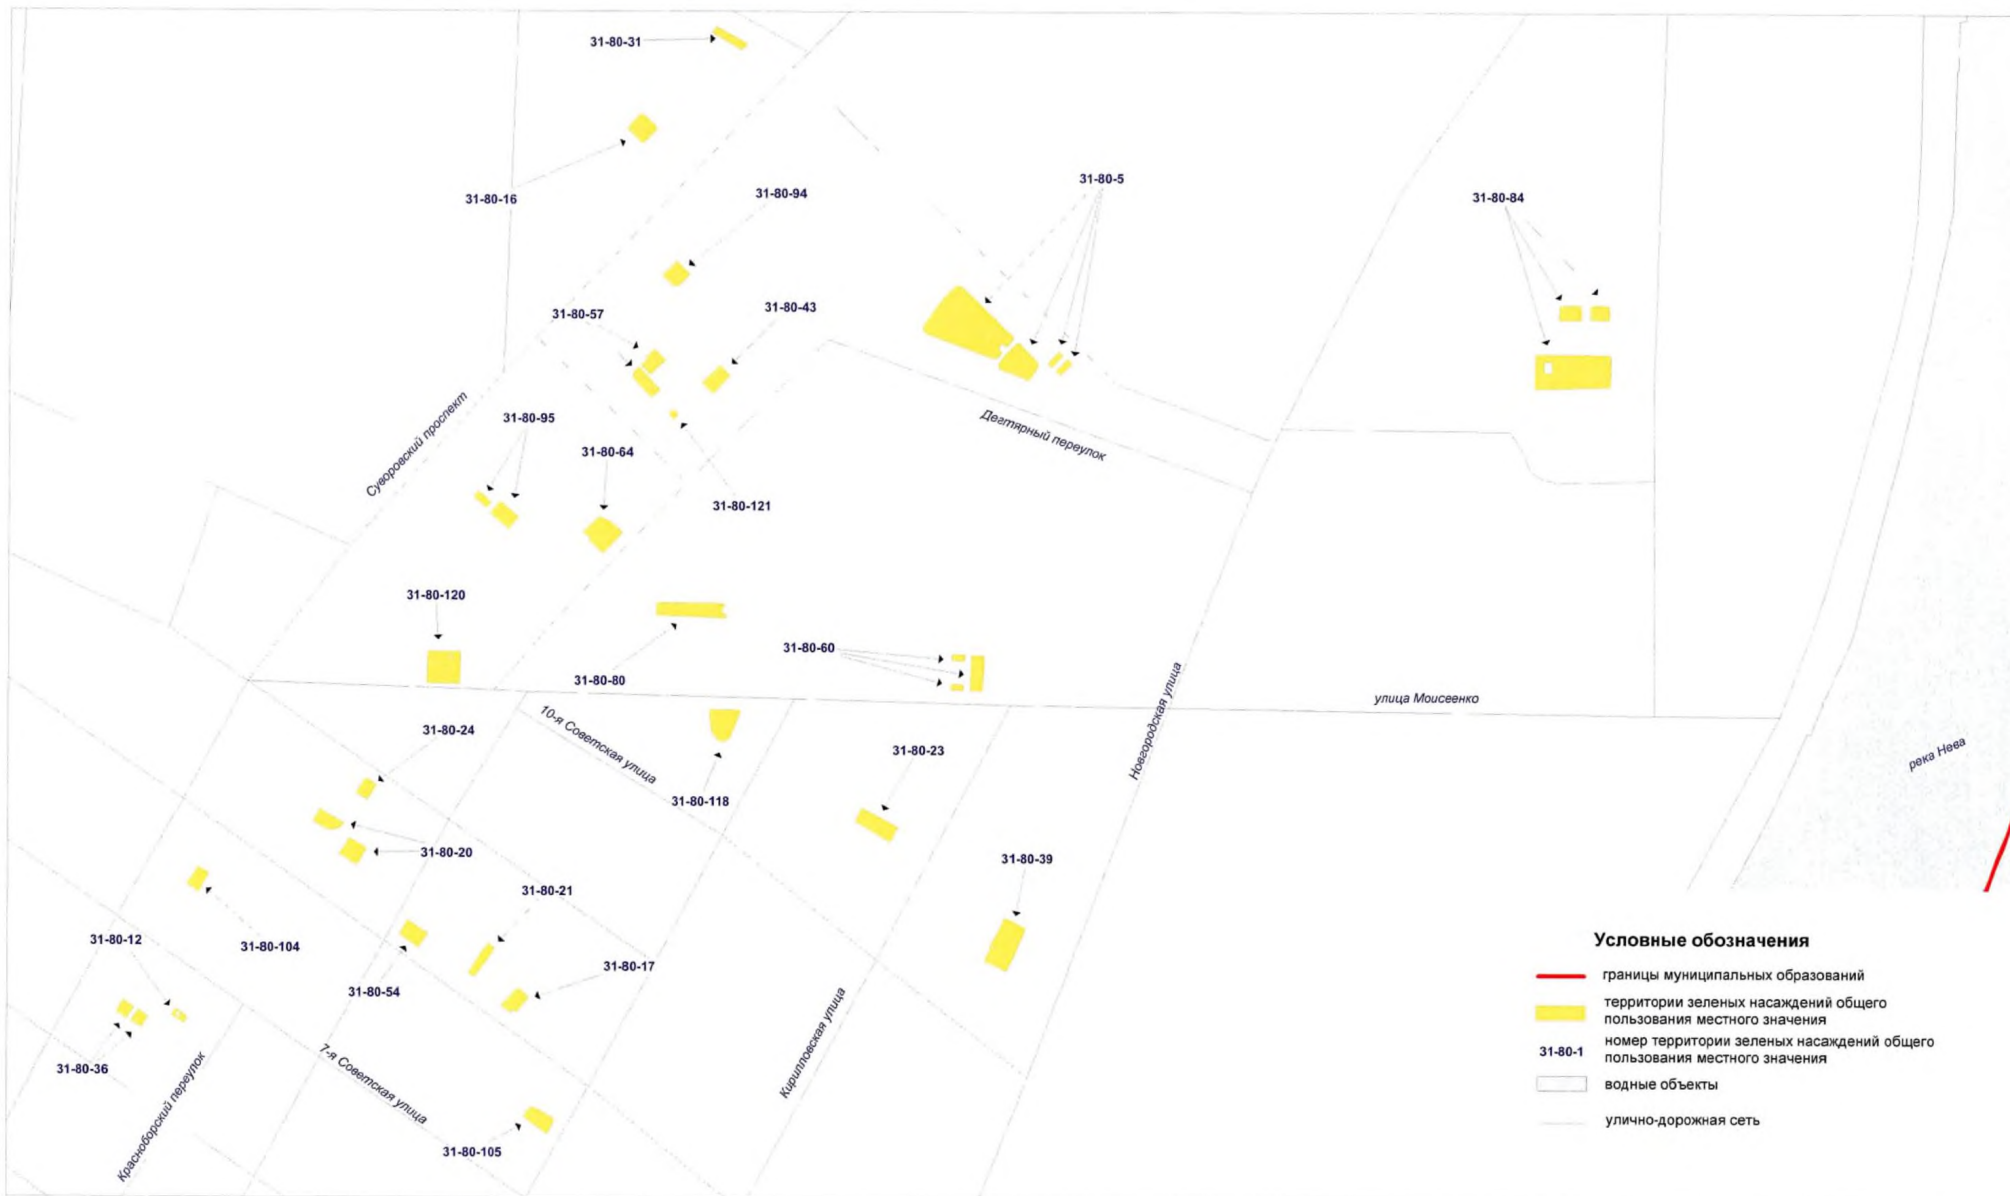 31-80-31
31-80-16
31-80-94
31-80-5
31-80-84
31-80-57
31-80-43
31-80-95
Суворовский проспект
31-80-64
Дегтярный переулок
31-80-121
31-80-120
31-80-80
31-80-60
Новгородская улица
улица Моисеенко
река Нева
10-я Советская улица
31-80-24
31-80-118
31-80-23
31-80-20
31-80-39
31-80-21
31-80-12
31-80-104
31-80-54
31-80-17
31-80-36
Красноборский переулок
7-я Советская улица
Кирилловская улица
31-80-105
Условные обозначения
границы муниципальных образований
территории зеленых насаждений общего
пользования местного значения
31-80-1
номер территории зеленых насаждений общего
пользования местного значения
водные объекты
улично-дорожная сеть